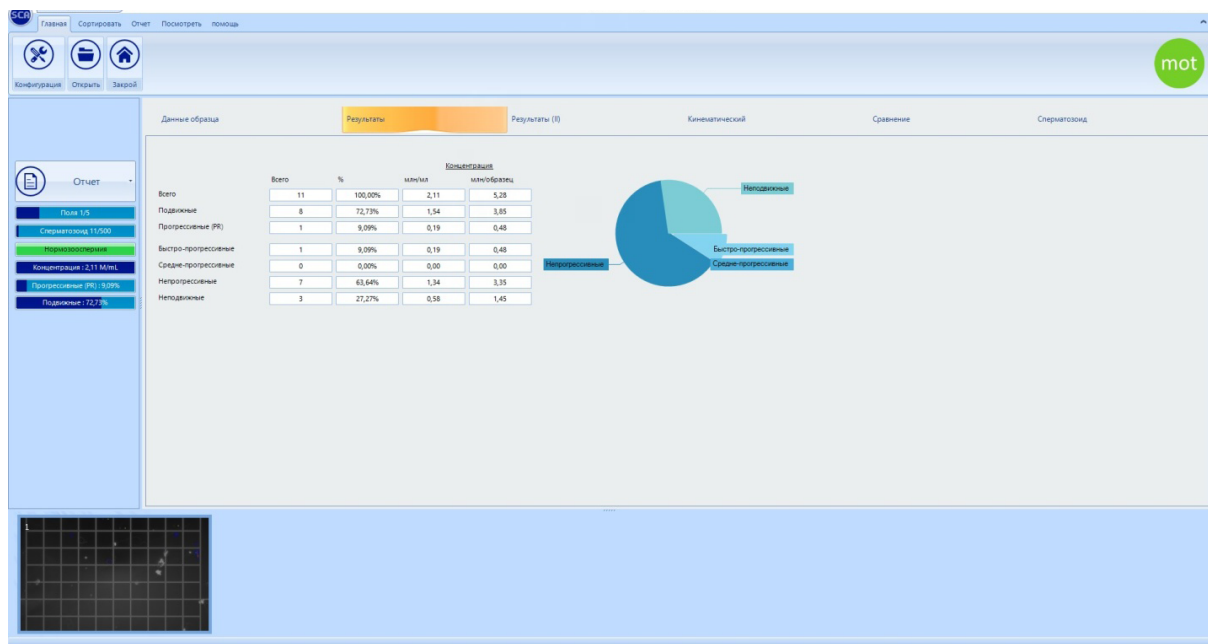 SCA
Главная Сортировать Отчет Посмотреть помощь
Конфигурация Открыть Закрой
mot
Данные образца Результаты Результаты (II) Кинематический Сравнение Сперматозоид
Отчет
Поля 1/5
Сперматозоид 11/500
Нормозооспермия
Концентрация : 2,11 M/mL
Прогрессивные (PR) : 9,09%
Подвижные : 72,73%
Концентрация
Всего % млн/мл млн/образец
Всего 11 100,00% 2,11 5,28
Подвижные 8 72,73% 1,54 3,85
Прогрессивные (PR) 1 9,09% 0,19 0,48
Быстро-прогрессивные 1 9,09% 0,19 0,48
Средне-прогрессивные 0 0,00% 0,00 0,00
Непрогрессивные 7 63,64% 1,34 3,35
Неподвижные 3 27,27% 0,58 1,45
Неподвижные
Быстро-прогрессивные
Непрогрессивные Средне-прогрессивные
1